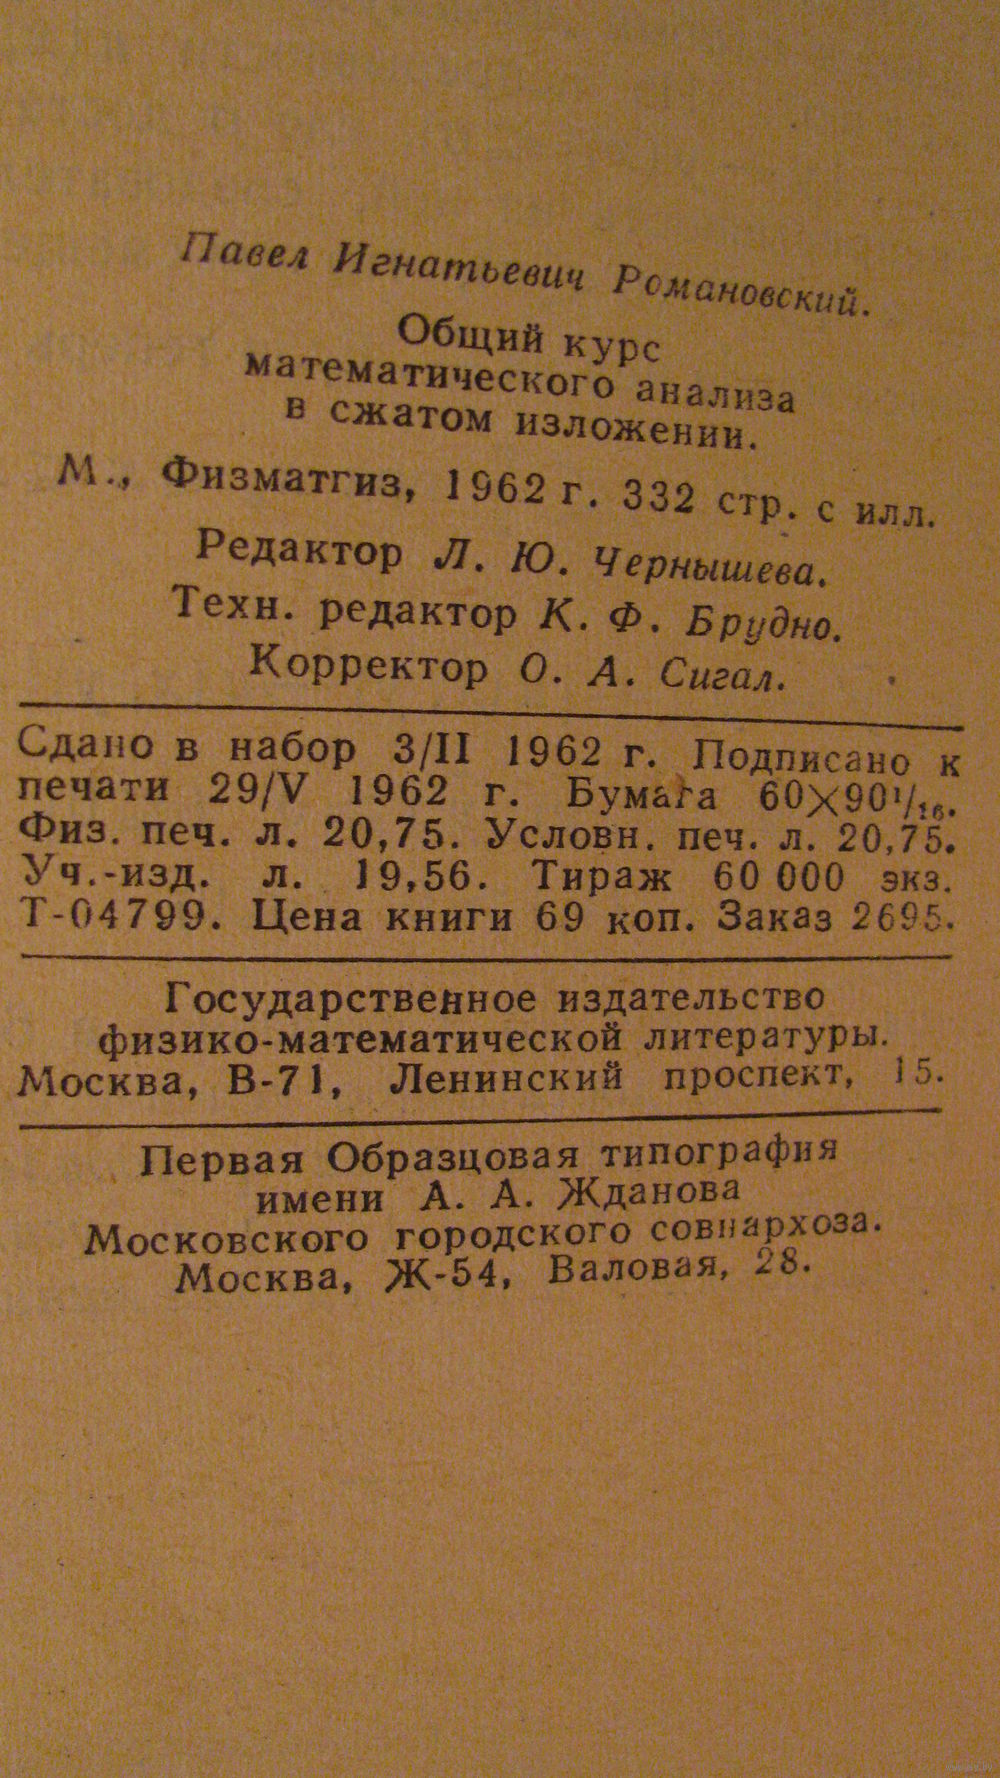 Павел Игнатьевич Романовский.
Общий курс
математического анализа
в сжатом изложении.
М., Физматгиз, 1962 г. 332 стр. с илл.
Редактор Л. Ю. Чернышева.
Техн. редактор К. Ф. Брудно.
Корректор О. А. Сигал.
Сдано в набор 3/II 1962 г. Подписано к
печати 29/V 1962 г. Бумага 60×90¹/₁₆.
Физ. печ. л. 20,75. Условн. печ. л. 20,75.
Уч.-изд. л. 19,56. Тираж 60 000 экз.
Т-04799. Цена книги 69 коп. Заказ 2695.
Государственное издательство
физико-математической литературы.
Москва, В-71, Ленинский проспект, 15.
Первая Образцовая типография
имени А. А. Жданова
Московского городского совнархоза.
Москва, Ж-54, Валовая, 28.